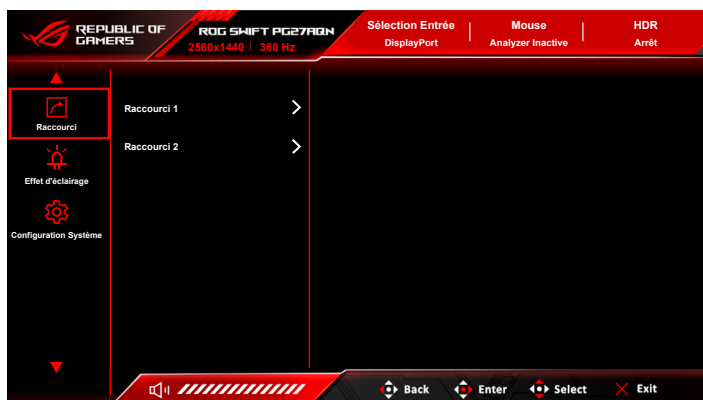 REPUBLIC OF
GAMERS
ROG SWIFT PG27AQN
2560x1440 360 Hz
Sélection Entrée
DisplayPort
Mouse
Analyzer Inactive
HDR
Arrêt
Raccourci
Effet d'éclairage
Configuration Système
Raccourci 1
Raccourci 2
Back
Enter
Select
Exit